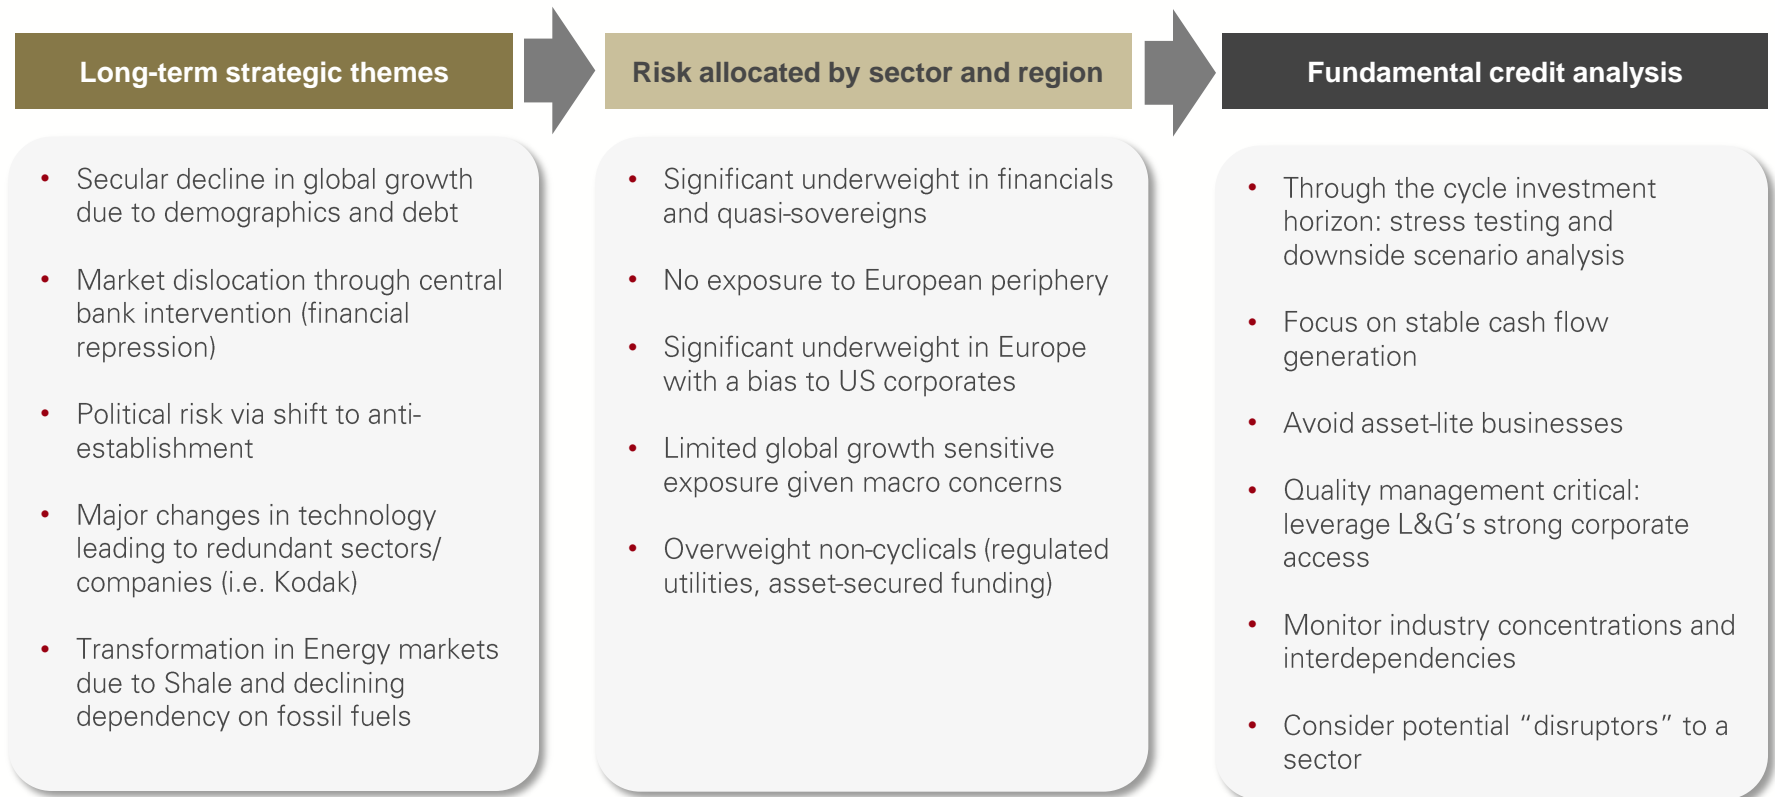 Long-term strategic themes
• Secular decline in global growth
due to demographics and debt
• Market dislocation through central
bank intervention (financial
repression)
• Political risk via shift to anti-
establishment
• Major changes in technology
leading to redundant sectors/
companies (i.e. Kodak)
• Transformation in Energy markets
due to Shale and declining
dependency on fossil fuels
Risk allocated by sector and region
• Significant underweight in financials
and quasi-sovereigns
• No exposure to European periphery
• Significant underweight in Europe
with a bias to US corporates
• Limited global growth sensitive
exposure given macro concerns
• Overweight non-cyclicals (regulated
utilities, asset-secured funding)
Fundamental credit analysis
• Through the cycle investment
horizon: stress testing and
downside scenario analysis
• Focus on stable cash flow
generation
• Avoid asset-lite businesses
• Quality management critical:
leverage L&G’s strong corporate
access
• Monitor industry concentrations and
interdependencies
• Consider potential “disruptors” to a
sector